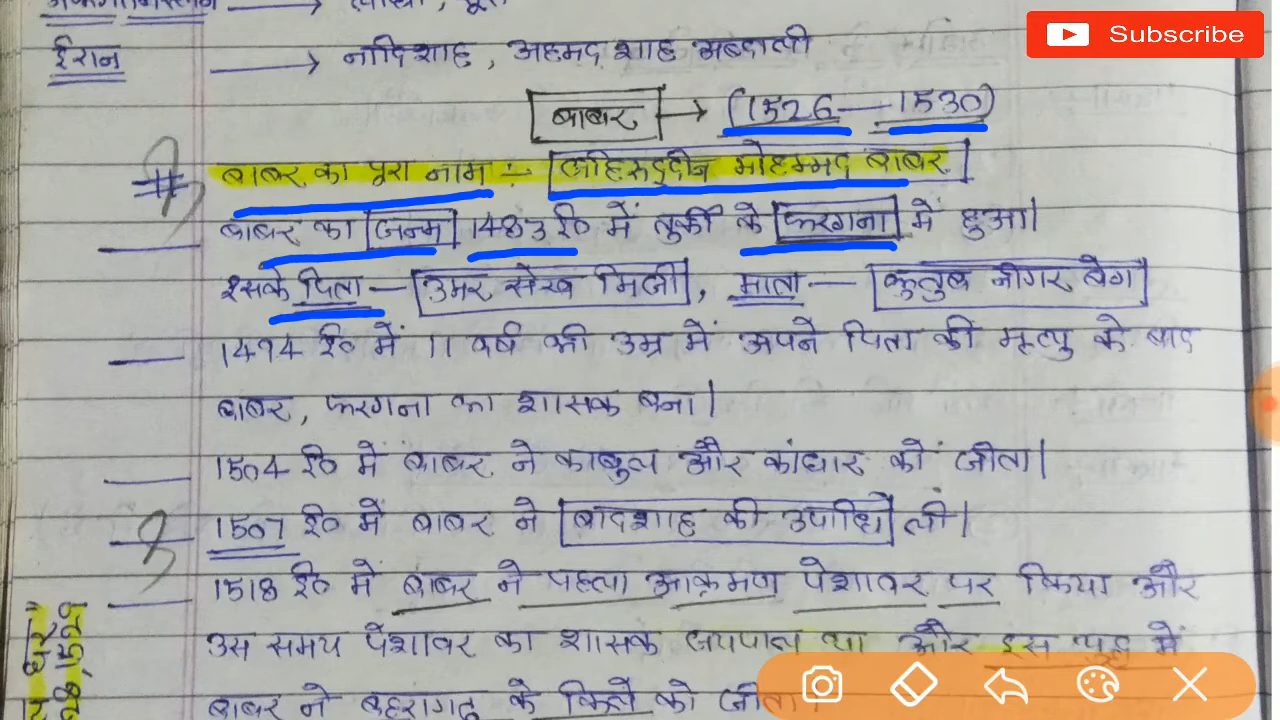 Subscribe
ईरान → नादिरशाह, अहमद शाह अब्दाली
बाबर → (1526 — 1530)
# बाबर का पूरा नाम :- जहिरुद्दीन मोहम्मद बाबर
बाबर का जन्म 1483 ई० में तुर्की के फरगना में हुआ।
इसके पिता — उमर सेख मिर्जा, माता — कुतुब नीगर बेग
1494 ई० में 11 वर्ष की उम्र में अपने पिता की मृत्यु के बाद
बाबर, फरगना का शासक बना।
1504 ई० में बाबर ने काबुल और कांधार को जीता।
1507 ई० में बाबर ने बादशाह की उपाधि ली।
1518 ई० में बाबर ने पहला आक्रमण पेशावर पर किया और
उस समय पेशावर का शासक जयपाल था और इस युद्ध में
बाबर ने के किले को जीता।